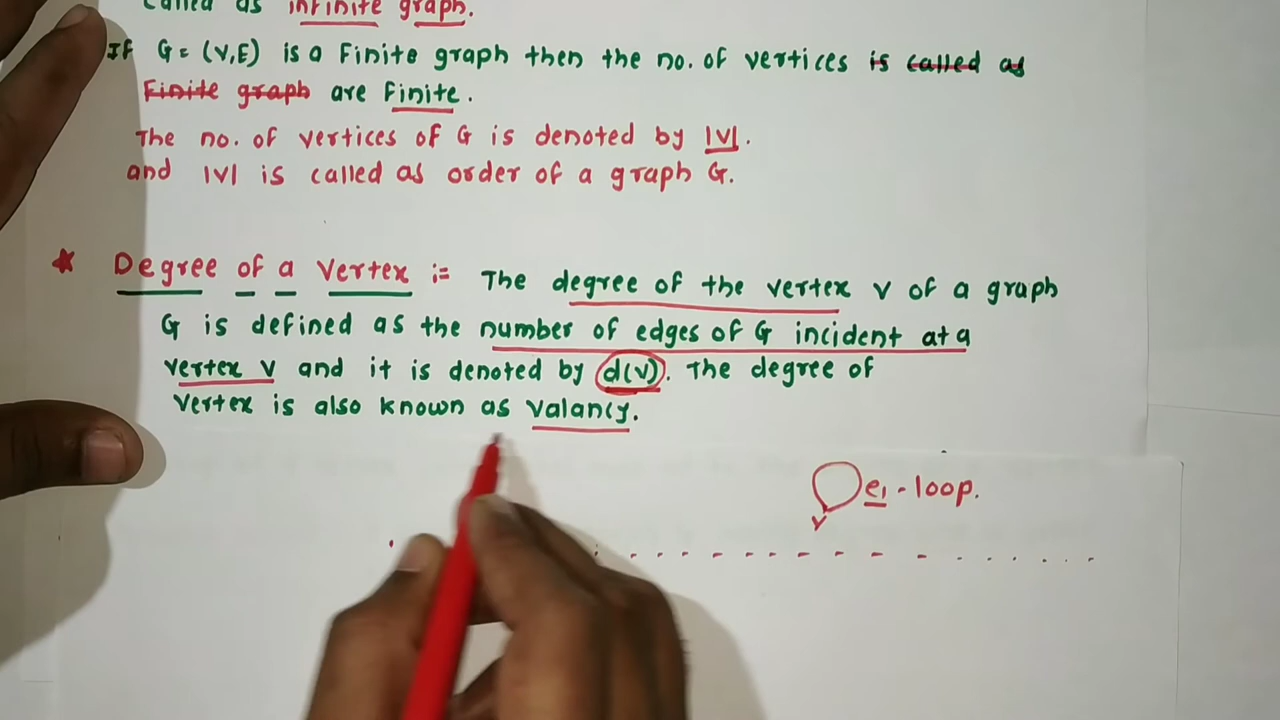 called as infinite graph.
If G = (V,E) is a Finite graph then the no. of vertices is called as
Finite graph are Finite.
The no. of vertices of G is denoted by |V|.
and |V| is called as order of a graph G.
* Degree of a vertex := The degree of the vertex v of a graph
G is defined as the number of edges of G incident at a
vertex v and it is denoted by d(v). The degree of
vertex is also known as valancy.
e1 - loop.
v